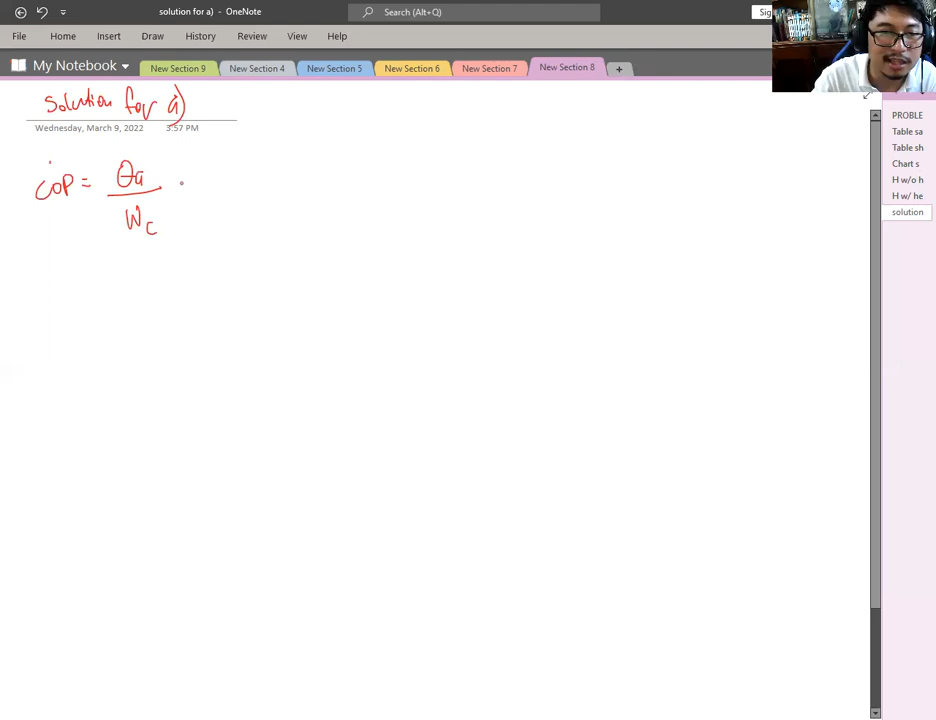 solution for a) - OneNote
Search (Alt+Q)
Sig
File Home Insert Draw History Review View Help
My Notebook
New Section 9 New Section 4 New Section 5 New Section 6 New Section 7 New Section 8
Solution for a)
Wednesday, March 9, 2022 3:57 PM
COP = Qa
Wc
PROBLE
Table sa
Table sh
Chart s
H w/o h
H w/ he
solution